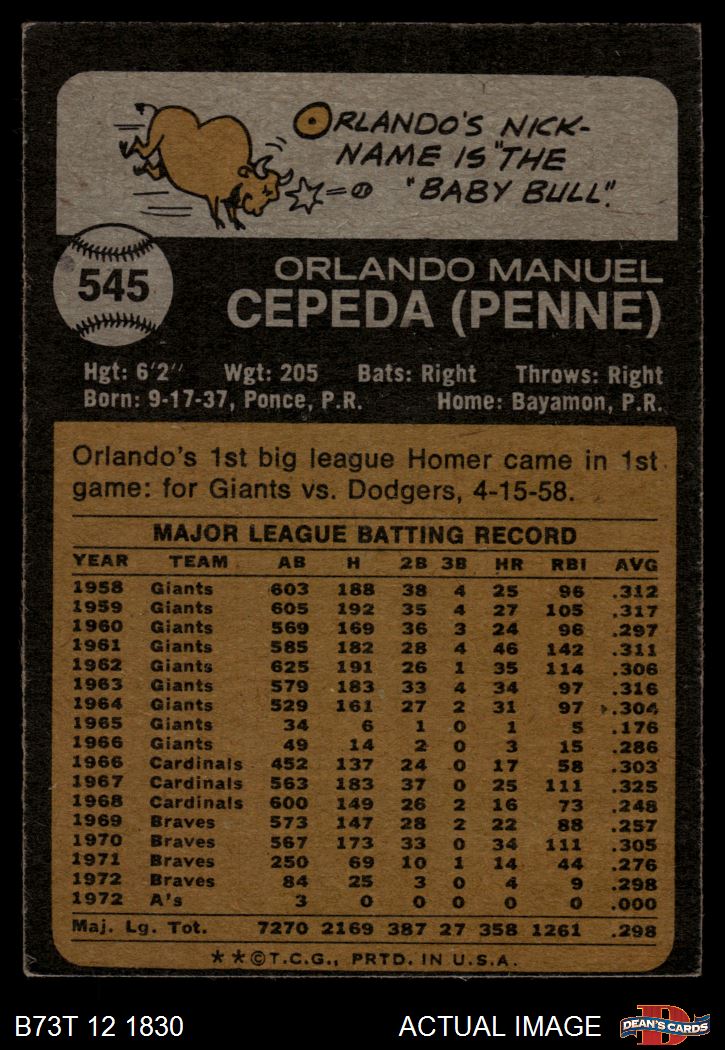 ORLANDO'S NICK-
NAME IS "THE
"BABY BULL".
545
ORLANDO MANUEL
CEPEDA (PENNE)
Hgt: 6'2" Wgt: 205 Bats: Right Throws: Right
Born: 9-17-37, Ponce, P.R. Home: Bayamon, P.R.
Orlando's 1st big league Homer came in 1st
game: for Giants vs. Dodgers, 4-15-58.
MAJOR LEAGUE BATTING RECORD
YEAR TEAM AB H 2B 3B HR RBI AVG
1958 Giants 603 188 38 4 25 96 .312
1959 Giants 605 192 35 4 27 105 .317
1960 Giants 569 169 36 3 24 96 .297
1961 Giants 585 182 28 4 46 142 .311
1962 Giants 625 191 26 1 35 114 .306
1963 Giants 579 183 33 4 34 97 .316
1964 Giants 529 161 27 2 31 97 .304
1965 Giants 34 6 1 0 1 5 .176
1966 Giants 49 14 2 0 3 15 .286
1966 Cardinals 452 137 24 0 17 58 .303
1967 Cardinals 563 183 37 0 25 111 .325
1968 Cardinals 600 149 26 2 16 73 .248
1969 Braves 573 147 28 2 22 88 .257
1970 Braves 567 173 33 0 34 111 .305
1971 Braves 250 69 10 1 14 44 .276
1972 Braves 84 25 3 0 4 9 .298
1972 A's 3 0 0 0 0 0 .000
Maj. Lg. Tot. 7270 2169 387 27 358 1261 .298
**©T.C.G., PRTD. IN U.S.A.
B73T 12 1830 ACTUAL IMAGE
DEAN'S CARDS